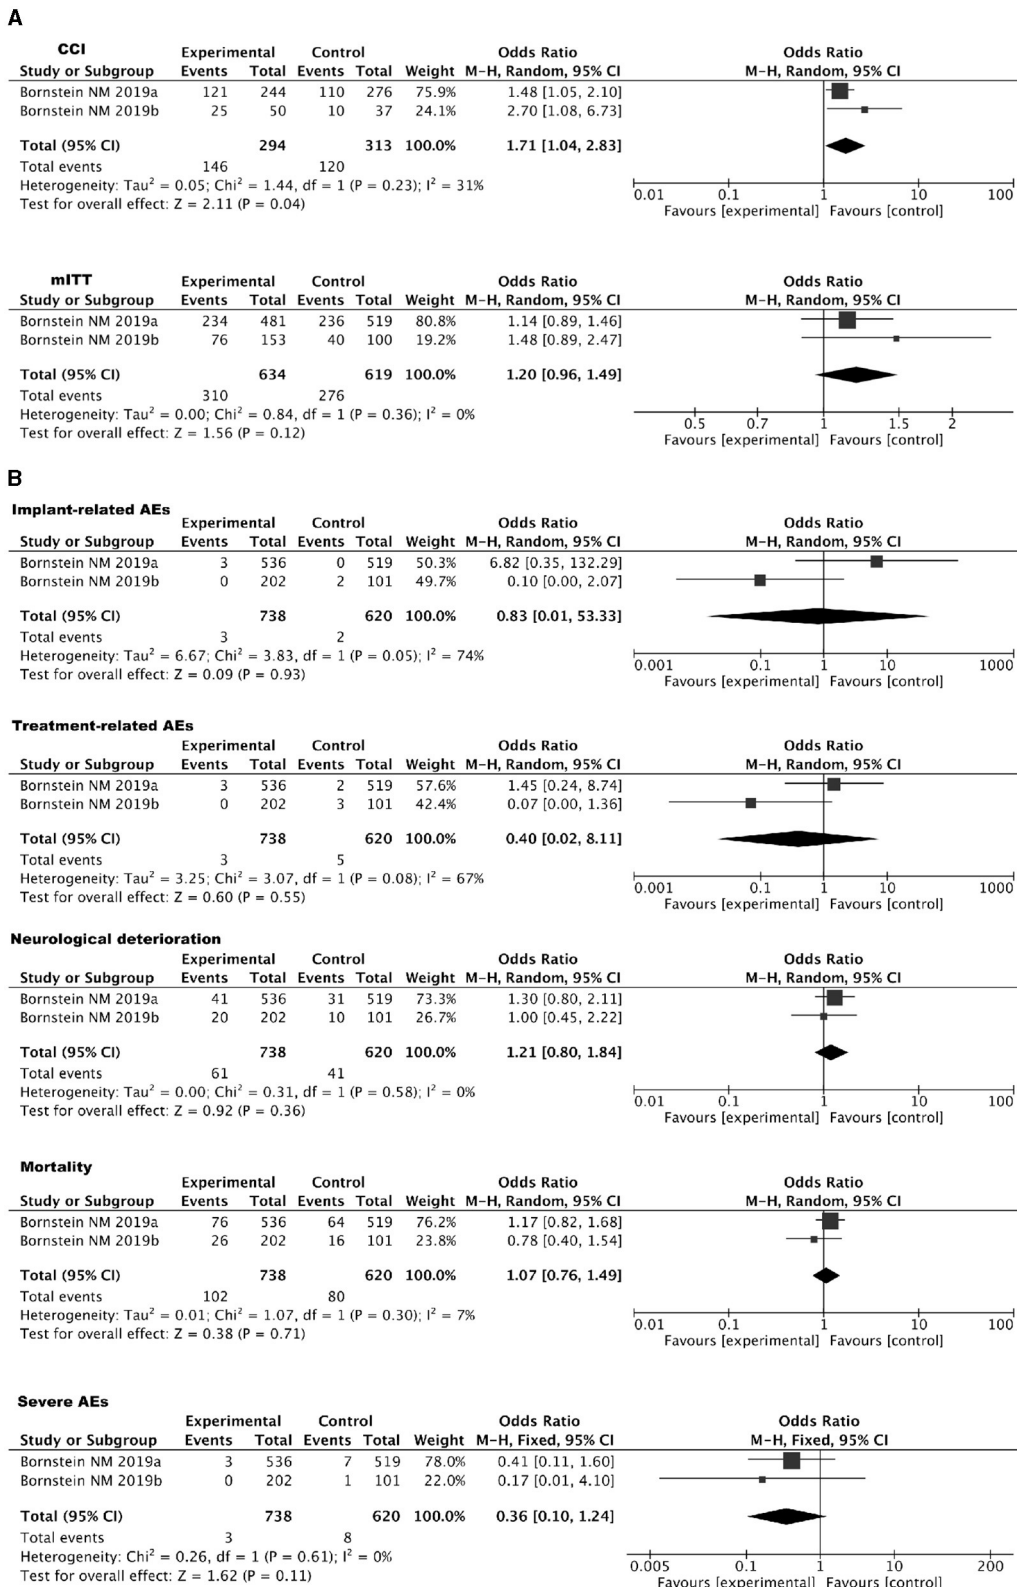 A
CCI
Experimental Control Odds Ratio Odds Ratio
Study or Subgroup Events Total Events Total Weight M-H, Random, 95% CI M-H, Random, 95% CI
Bornstein NM 2019a 121 244 110 276 75.9% 1.48 [1.05, 2.10]
Bornstein NM 2019b 25 50 10 37 24.1% 2.70 [1.08, 6.73]
Total (95% CI) 294 313 100.0% 1.71 [1.04, 2.83]
Total events 146 120
Heterogeneity: Tau² = 0.05; Chi² = 1.44, df = 1 (P = 0.23); I² = 31%
Test for overall effect: Z = 2.11 (P = 0.04)
0.01 0.1 1 10 100
Favours [experimental] Favours [control]
mITT
Experimental Control Odds Ratio Odds Ratio
Study or Subgroup Events Total Events Total Weight M-H, Random, 95% CI M-H, Random, 95% CI
Bornstein NM 2019a 234 481 236 519 80.8% 1.14 [0.89, 1.46]
Bornstein NM 2019b 76 153 40 100 19.2% 1.48 [0.89, 2.47]
Total (95% CI) 634 619 100.0% 1.20 [0.96, 1.49]
Total events 310 276
Heterogeneity: Tau² = 0.00; Chi² = 0.84, df = 1 (P = 0.36); I² = 0%
Test for overall effect: Z = 1.56 (P = 0.12)
0.5 0.7 1 1.5 2
Favours [experimental] Favours [control]
B
Implant-related AEs
Experimental Control Odds Ratio Odds Ratio
Study or Subgroup Events Total Events Total Weight M-H, Random, 95% CI M-H, Random, 95% CI
Bornstein NM 2019a 3 536 0 519 50.3% 6.82 [0.35, 132.29]
Bornstein NM 2019b 0 202 2 101 49.7% 0.10 [0.00, 2.07]
Total (95% CI) 738 620 100.0% 0.83 [0.01, 53.33]
Total events 3 2
Heterogeneity: Tau² = 6.67; Chi² = 3.83, df = 1 (P = 0.05); I² = 74%
Test for overall effect: Z = 0.09 (P = 0.93)
0.001 0.1 1 10 1000
Favours [experimental] Favours [control]
Treatment-related AEs
Experimental Control Odds Ratio Odds Ratio
Study or Subgroup Events Total Events Total Weight M-H, Random, 95% CI M-H, Random, 95% CI
Bornstein NM 2019a 3 536 2 519 57.6% 1.45 [0.24, 8.74]
Bornstein NM 2019b 0 202 3 101 42.4% 0.07 [0.00, 1.36]
Total (95% CI) 738 620 100.0% 0.40 [0.02, 8.11]
Total events 3 5
Heterogeneity: Tau² = 3.25; Chi² = 3.07, df = 1 (P = 0.08); I² = 67%
Test for overall effect: Z = 0.60 (P = 0.55)
0.001 0.1 1 10 1000
Favours [experimental] Favours [control]
Neurological deterioration
Experimental Control Odds Ratio Odds Ratio
Study or Subgroup Events Total Events Total Weight M-H, Random, 95% CI M-H, Random, 95% CI
Bornstein NM 2019a 41 536 31 519 73.3% 1.30 [0.80, 2.11]
Bornstein NM 2019b 20 202 10 101 26.7% 1.00 [0.45, 2.22]
Total (95% CI) 738 620 100.0% 1.21 [0.80, 1.84]
Total events 61 41
Heterogeneity: Tau² = 0.00; Chi² = 0.31, df = 1 (P = 0.58); I² = 0%
Test for overall effect: Z = 0.92 (P = 0.36)
0.01 0.1 1 10 100
Favours [experimental] Favours [control]
Mortality
Experimental Control Odds Ratio Odds Ratio
Study or Subgroup Events Total Events Total Weight M-H, Random, 95% CI M-H, Random, 95% CI
Bornstein NM 2019a 76 536 64 519 76.2% 1.17 [0.82, 1.68]
Bornstein NM 2019b 26 202 16 101 23.8% 0.78 [0.40, 1.54]
Total (95% CI) 738 620 100.0% 1.07 [0.76, 1.49]
Total events 102 80
Heterogeneity: Tau² = 0.01; Chi² = 1.07, df = 1 (P = 0.30); I² = 7%
Test for overall effect: Z = 0.38 (P = 0.71)
0.01 0.1 1 10 100
Favours [experimental] Favours [control]
Severe AEs
Experimental Control Odds Ratio Odds Ratio
Study or Subgroup Events Total Events Total Weight M-H, Fixed, 95% CI M-H, Fixed, 95% CI
Bornstein NM 2019a 3 536 7 519 78.0% 0.41 [0.11, 1.60]
Bornstein NM 2019b 0 202 1 101 22.0% 0.17 [0.01, 4.10]
Total (95% CI) 738 620 100.0% 0.36 [0.10, 1.24]
Total events 3 8
Heterogeneity: Chi² = 0.26, df = 1 (P = 0.61); I² = 0%
Test for overall effect: Z = 1.62 (P = 0.11)
0.005 0.1 1 10 200
Favours [experimental] Favours [control]